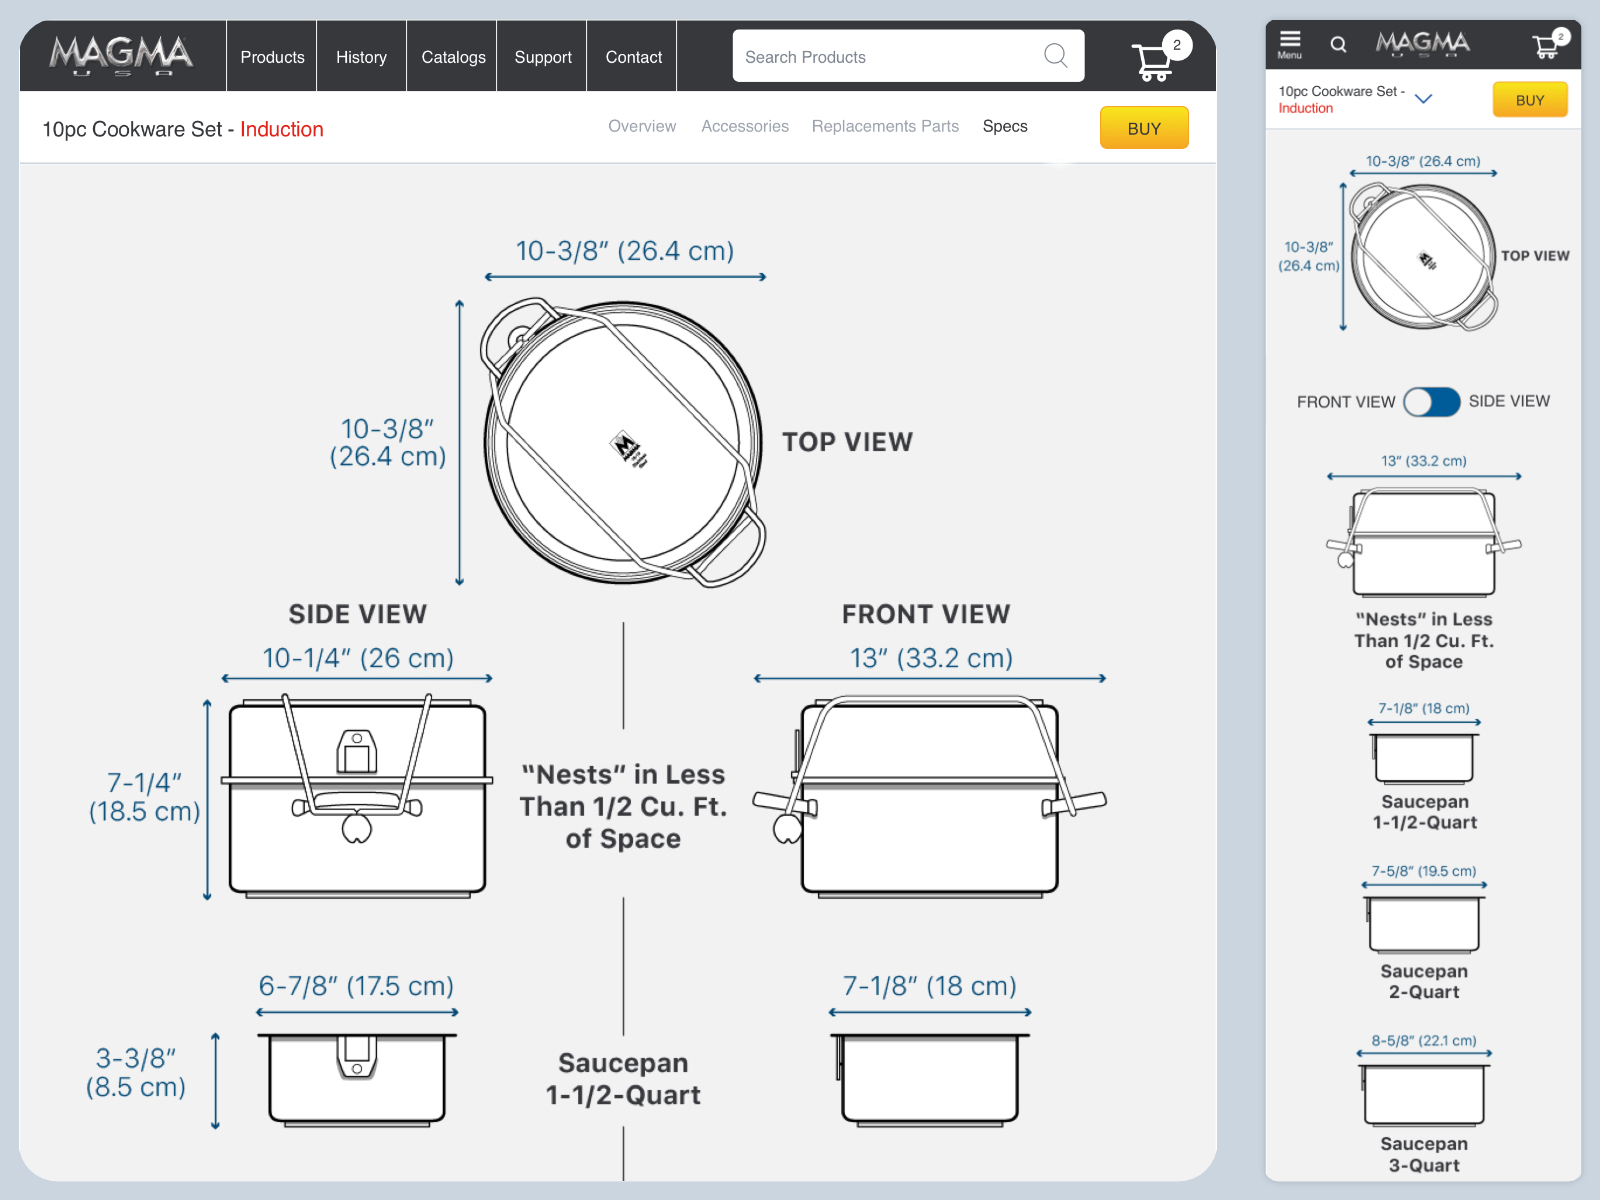 MAGMA
USA
Products
History
Catalogs
Support
Contact
Search Products
2
10pc Cookware Set - Induction
Overview
Accessories
Replacements Parts
Specs
BUY
10-3/8” (26.4 cm)
10-3/8”
(26.4 cm)
TOP VIEW
SIDE VIEW
10-1/4” (26 cm)
FRONT VIEW
13” (33.2 cm)
7-1/4”
(18.5 cm)
“Nests” in Less
Than 1/2 Cu. Ft.
of Space
6-7/8” (17.5 cm)
7-1/8” (18 cm)
3-3/8”
(8.5 cm)
Saucepan
1-1/2-Quart
Menu
MAGMA
USA
2
10pc Cookware Set -
Induction
BUY
10-3/8” (26.4 cm)
10-3/8”
(26.4 cm)
TOP VIEW
FRONT VIEW
SIDE VIEW
13” (33.2 cm)
“Nests” in Less
Than 1/2 Cu. Ft.
of Space
7-1/8” (18 cm)
Saucepan
1-1/2-Quart
7-5/8” (19.5 cm)
Saucepan
2-Quart
8-5/8” (22.1 cm)
Saucepan
3-Quart